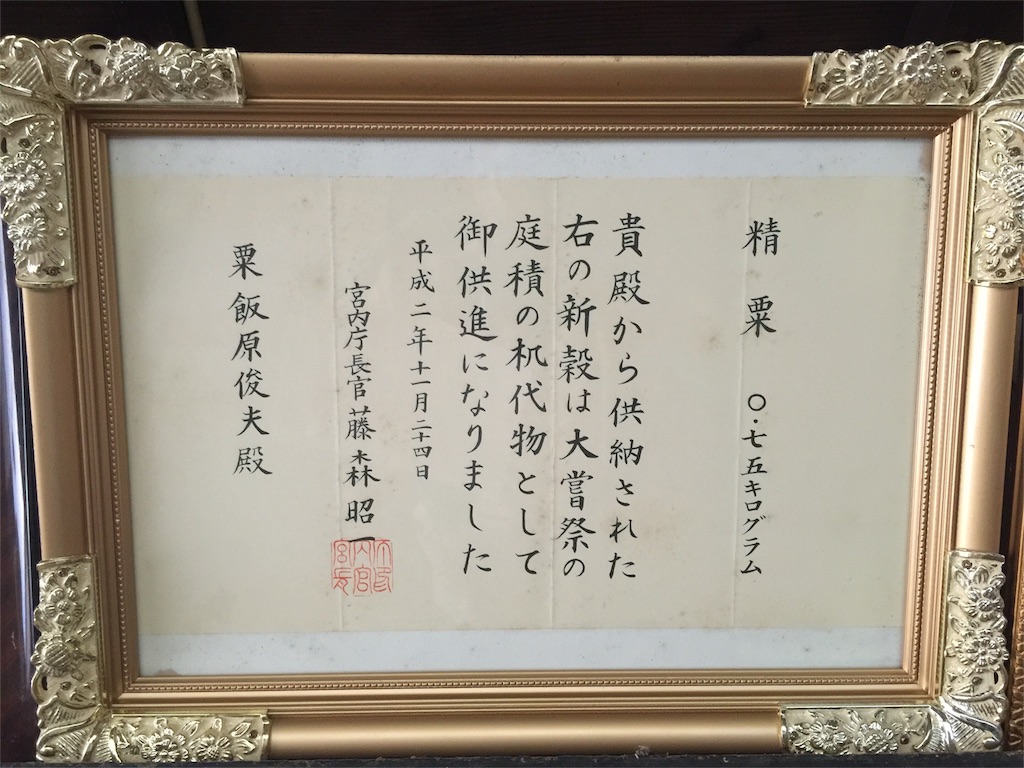 精粟 〇・七五キログラム
貴殿から供納された
右の新穀は大嘗祭の
庭積の机代物として
御供進になりました
平成二年十一月二十四日
宮内庁長官 藤森昭一
粟飯原俊夫殿